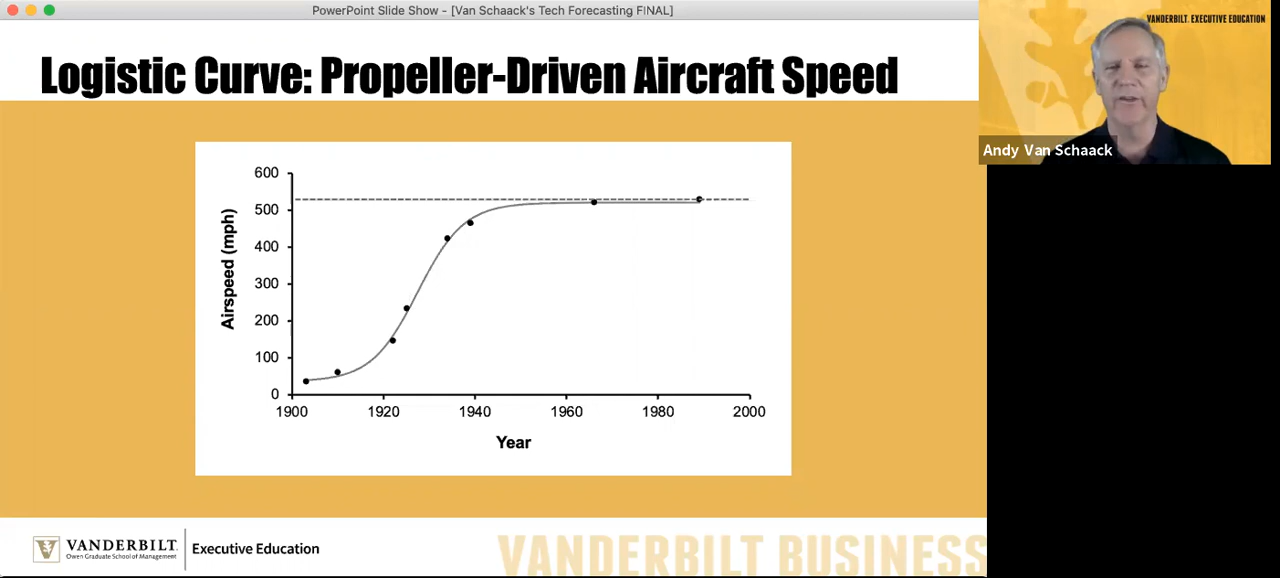 PowerPoint Slide Show - [Van Schaack's Tech Forecasting FINAL]
VANDERBILT. EXECUTIVE EDUCATION
Logistic Curve: Propeller-Driven Aircraft Speed
Andy Van Schaack
600
500
400
300
200
100
0
Airspeed (mph)
1900 1920 1940 1960 1980 2000
Year
VANDERBILT
Owen Graduate School of Management
Executive Education
VANDERBILT BUSINESS